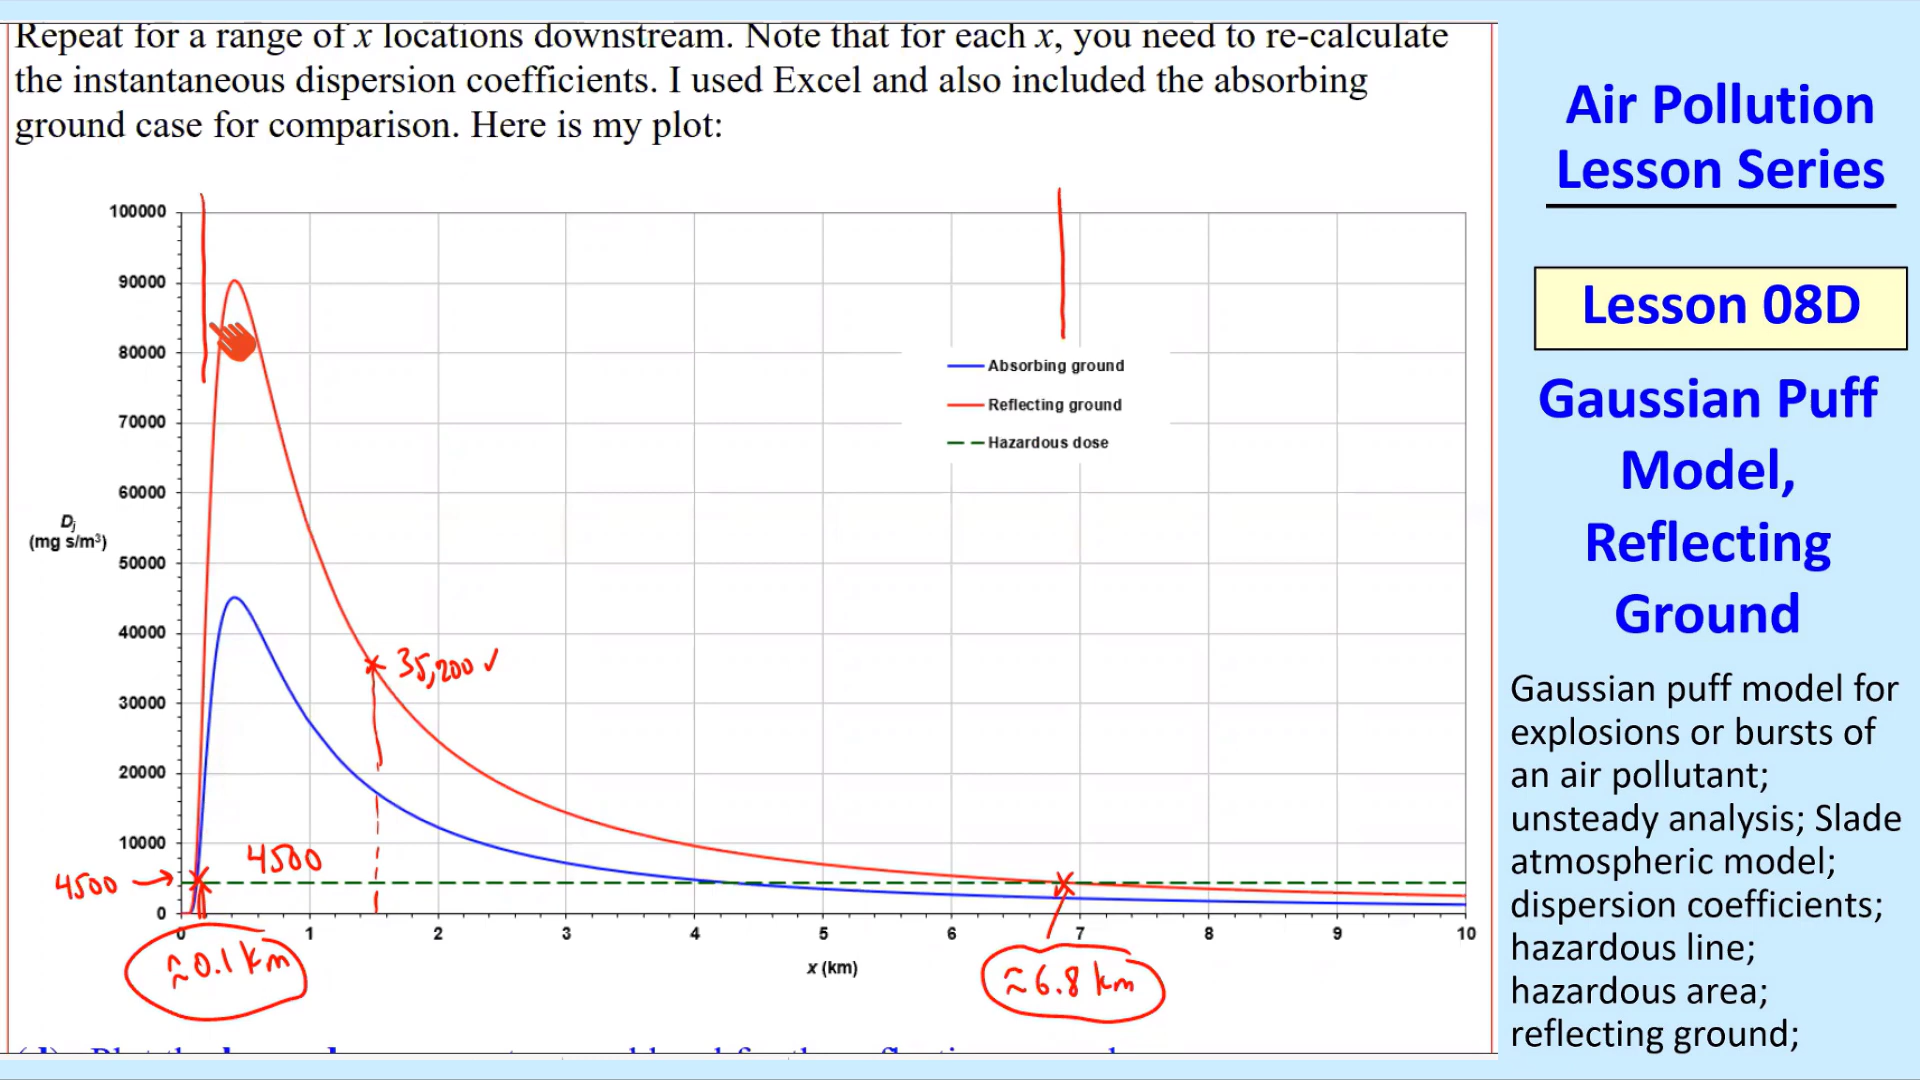 Repeat for a range of x locations downstream. Note that for each x, you need to re-calculate
the instantaneous dispersion coefficients. I used Excel and also included the absorbing
ground case for comparison. Here is my plot:
100000
90000
80000
70000
60000
50000
40000
30000
20000
10000
0
Dj
(mg s/m³)
Absorbing ground
Reflecting ground
Hazardous dose
35,200 ✓
4500
4500 →
0 1 2 3 4 5 6 7 8 9 10
x (km)
≈0.1 km
≈6.8 km
Air Pollution
Lesson Series
Lesson 08D
Gaussian Puff
Model,
Reflecting
Ground
Gaussian puff model for
explosions or bursts of
an air pollutant;
unsteady analysis; Slade
atmospheric model;
dispersion coefficients;
hazardous line;
hazardous area;
reflecting ground;